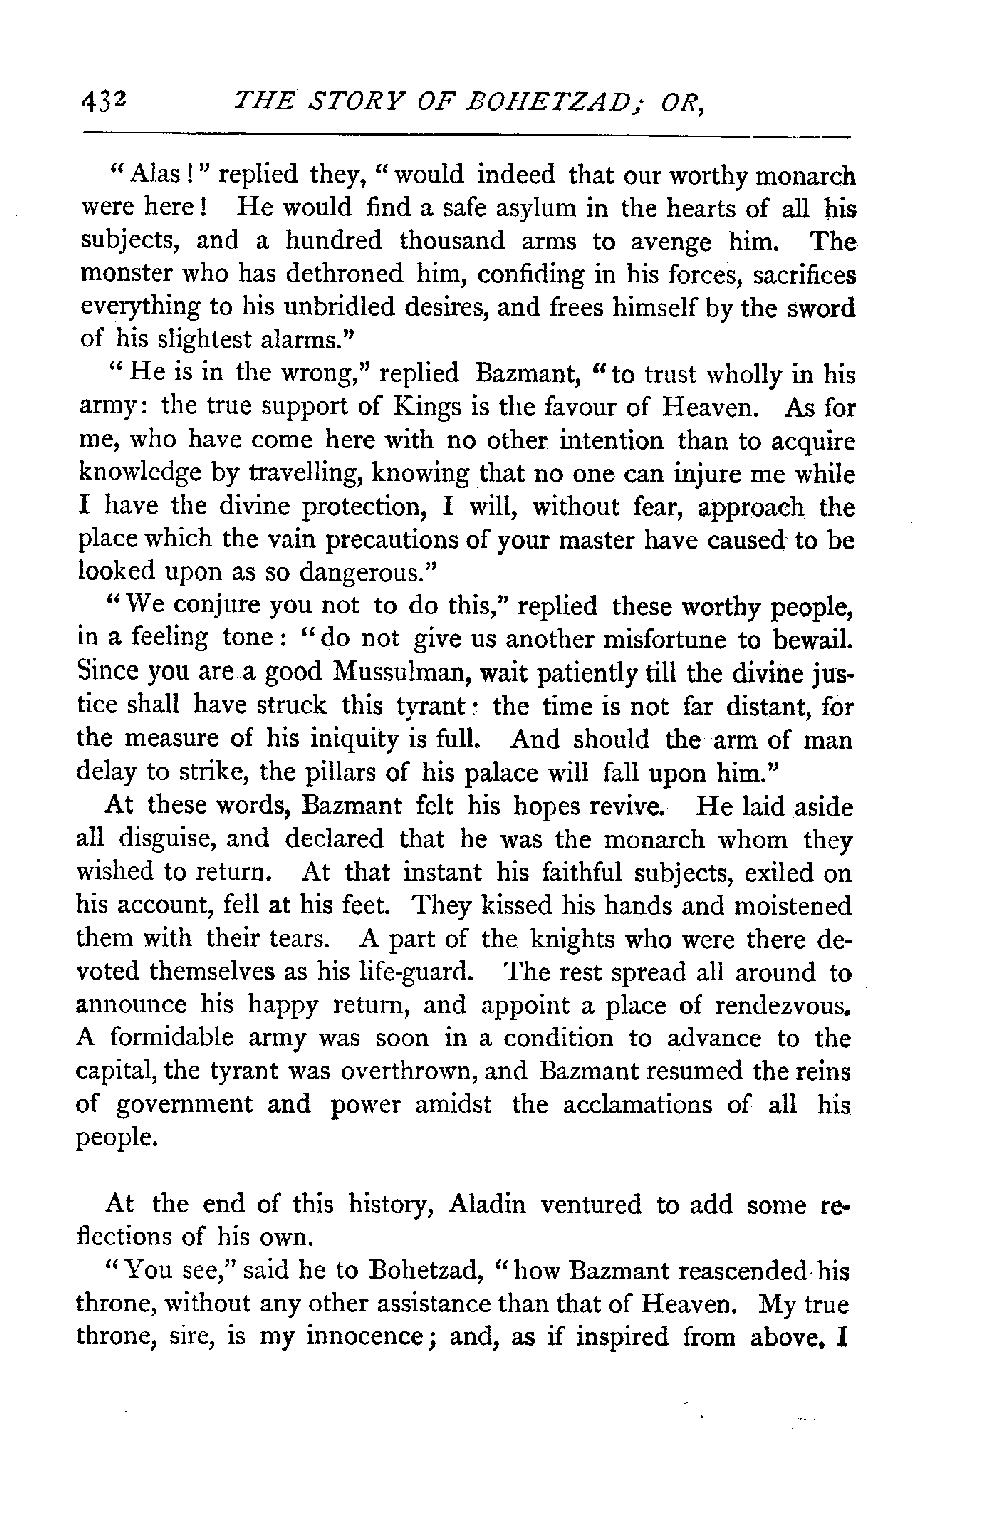 432 THE STORY OF BOHETZAD; OR,
"Alas!" replied they, "would indeed that our worthy monarch
were here! He would find a safe asylum in the hearts of all his
subjects, and a hundred thousand arms to avenge him. The
monster who has dethroned him, confiding in his forces, sacrifices
everything to his unbridled desires, and frees himself by the sword
of his slightest alarms."
"He is in the wrong," replied Bazmant, "to trust wholly in his
army: the true support of Kings is the favour of Heaven. As for
me, who have come here with no other intention than to acquire
knowledge by travelling, knowing that no one can injure me while
I have the divine protection, I will, without fear, approach the
place which the vain precautions of your master have caused to be
looked upon as so dangerous."
"We conjure you not to do this," replied these worthy people,
in a feeling tone: "do not give us another misfortune to bewail.
Since you are a good Mussulman, wait patiently till the divine jus-
tice shall have struck this tyrant: the time is not far distant, for
the measure of his iniquity is full. And should the arm of man
delay to strike, the pillars of his palace will fall upon him."
At these words, Bazmant felt his hopes revive. He laid aside
all disguise, and declared that he was the monarch whom they
wished to return. At that instant his faithful subjects, exiled on
his account, fell at his feet. They kissed his hands and moistened
them with their tears. A part of the knights who were there de-
voted themselves as his life-guard. The rest spread all around to
announce his happy return, and appoint a place of rendezvous.
A formidable army was soon in a condition to advance to the
capital, the tyrant was overthrown, and Bazmant resumed the reins
of government and power amidst the acclamations of all his
people.
At the end of this history, Aladin ventured to add some re-
flections of his own.
"You see," said he to Bohetzad, "how Bazmant reascended his
throne, without any other assistance than that of Heaven. My true
throne, sire, is my innocence; and, as if inspired from above, I